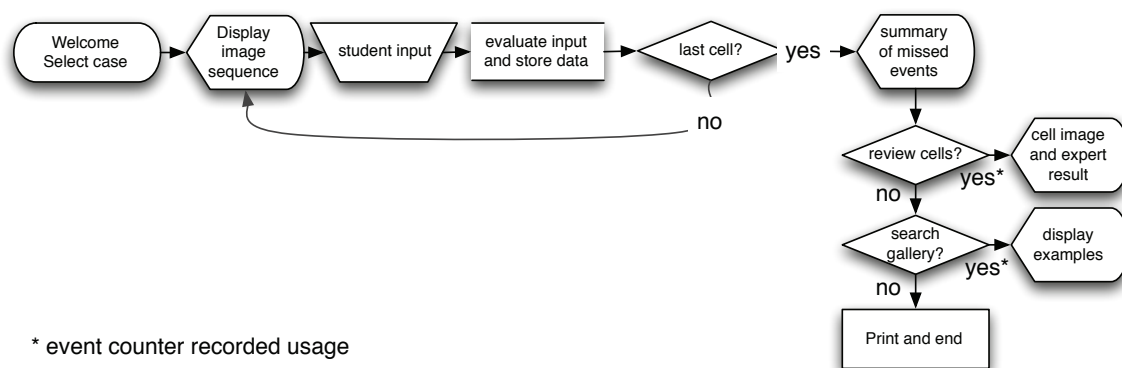 Welcome
Select case
Display
image
sequence
student input
evaluate input
and store data
last cell?
yes
no
summary
of missed
events
review cells?
yes*
no
cell image
and expert
result
search
gallery?
yes*
no
display
examples
Print and end
* event counter recorded usage